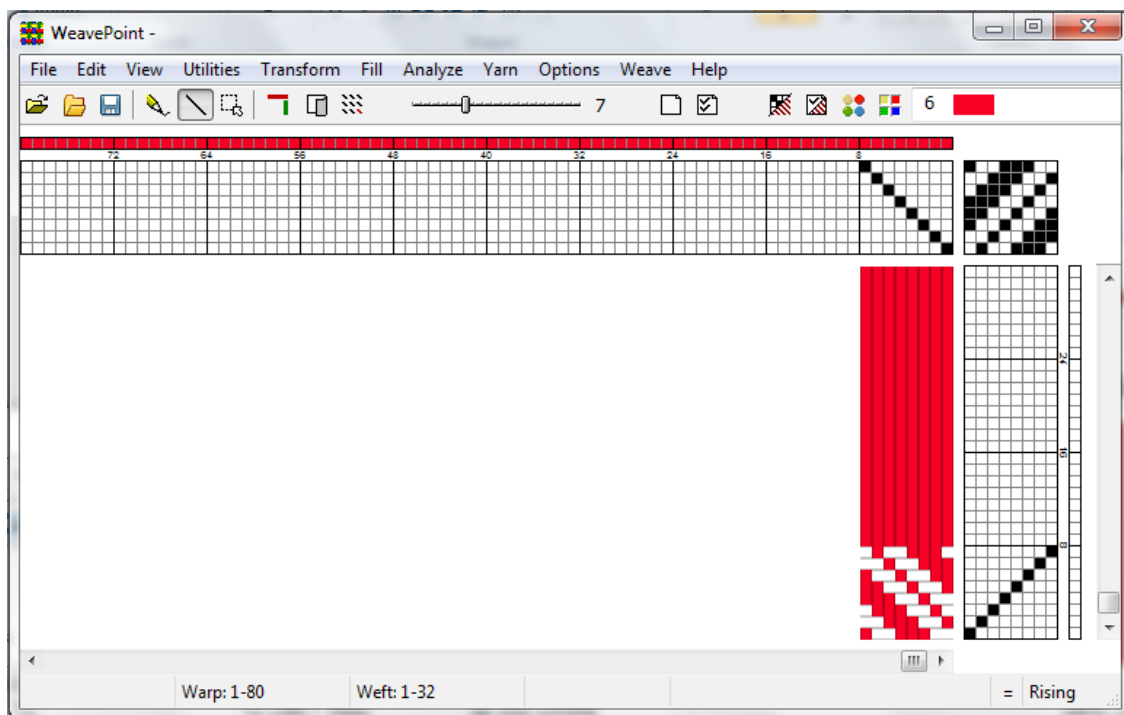 WeavePoint -
File Edit View Utilities Transform Fill Analyze Yarn Options Weave Help
7 6
72 64 56 48 40 32 24 16 8
24
16
8
Warp: 1-80 Weft: 1-32 = Rising